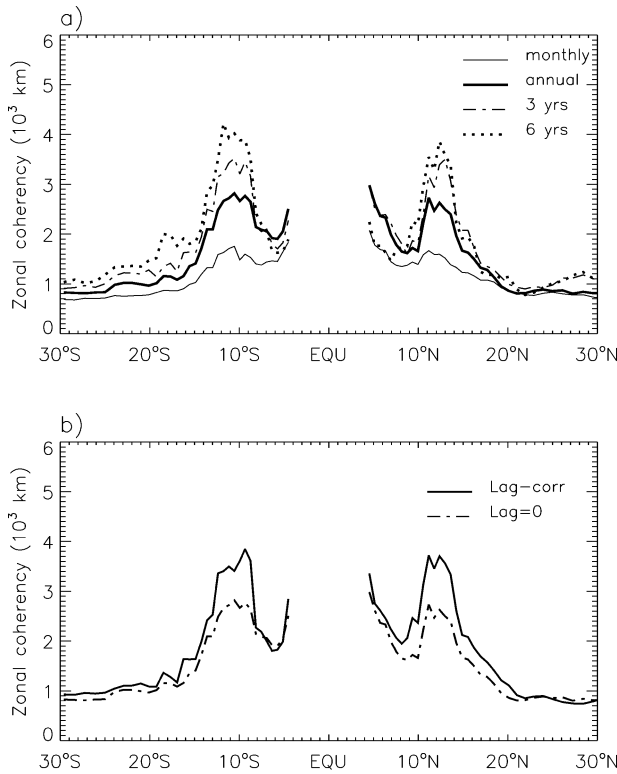 a)
Zonal coherency (10³ km)
6
5
4
3
2
1
0
monthly
annual
3 yrs
6 yrs
30°S 20°S 10°S EQU 10°N 20°N 30°N
b)
Zonal coherency (10³ km)
6
5
4
3
2
1
0
Lag-corr
Lag=0
30°S 20°S 10°S EQU 10°N 20°N 30°N